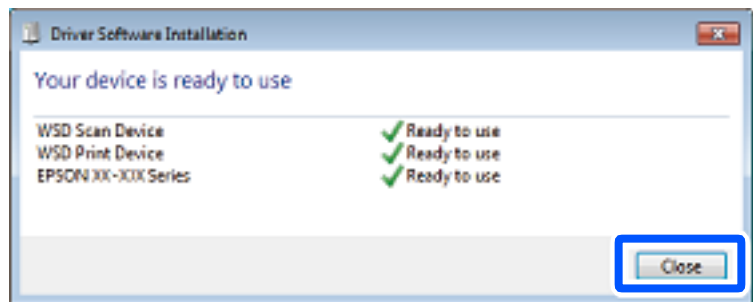 Driver Software Installation
Your device is ready to use
WSD Scan Device Ready to use
WSD Print Device Ready to use
EPSON XX-XXX Series Ready to use
Close